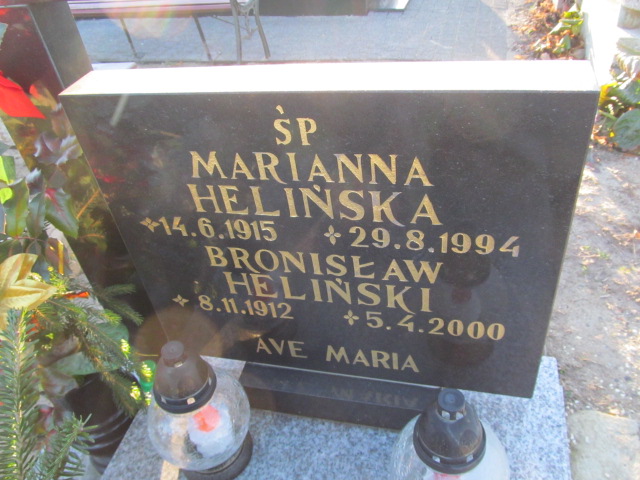 ŚP
MARIANNA
HELIŃSKA
14.6.1915 29.8.1994
BRONISŁAW
HELIŃSKI
8.11.1912 5.4.2000
AVE MARIA